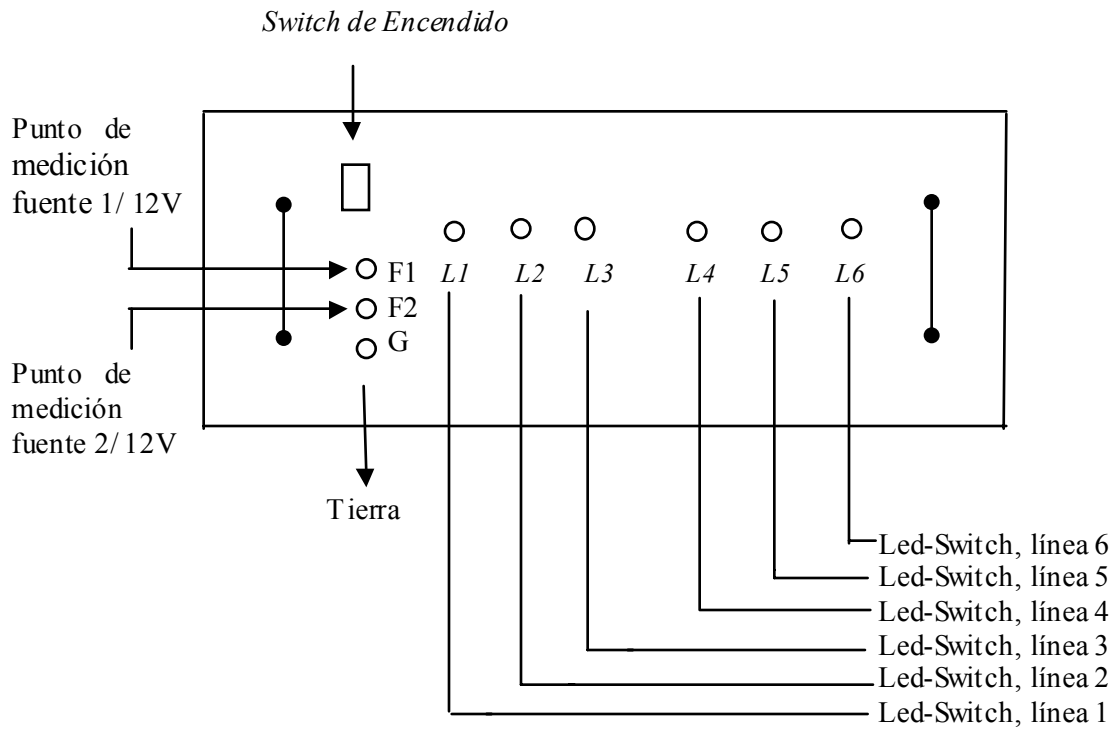 Switch de Encendido
Punto de
medición
fuente 1/ 12V
F1
L1 L2 L3 L4 L5 L6
F2
G
Punto de
medición
fuente 2/ 12V
Tierra
Led-Switch, línea 6
Led-Switch, línea 5
Led-Switch, línea 4
Led-Switch, línea 3
Led-Switch, línea 2
Led-Switch, línea 1